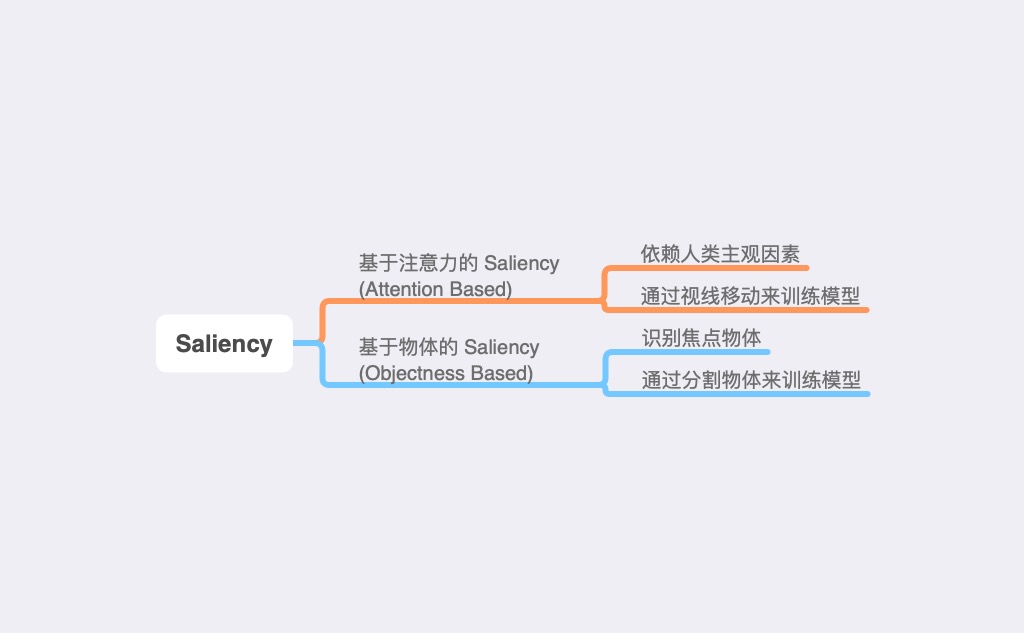 Saliency
基于注意力的 Saliency
(Attention Based)
依赖人类主观因素
通过视线移动来训练模型
基于物体的 Saliency
(Objectness Based)
识别焦点物体
通过分割物体来训练模型